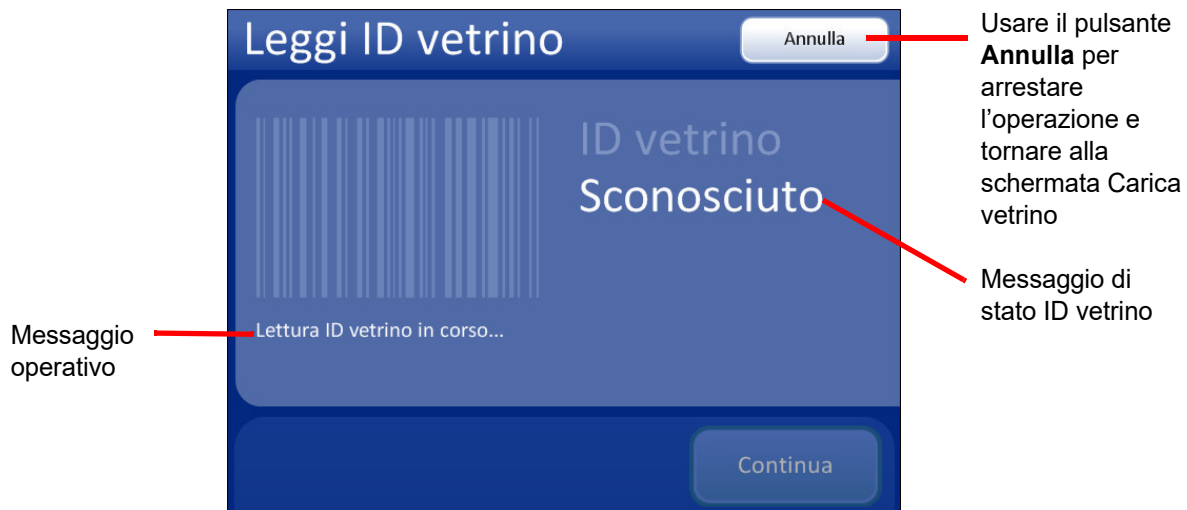 Leggi ID vetrino
Annulla
Usare il pulsante
Annulla per
arrestare
l’operazione e
tornare alla
schermata Carica
vetrino
ID vetrino
Sconosciuto
Messaggio di
stato ID vetrino
Messaggio
operativo
Lettura ID vetrino in corso...
Continua